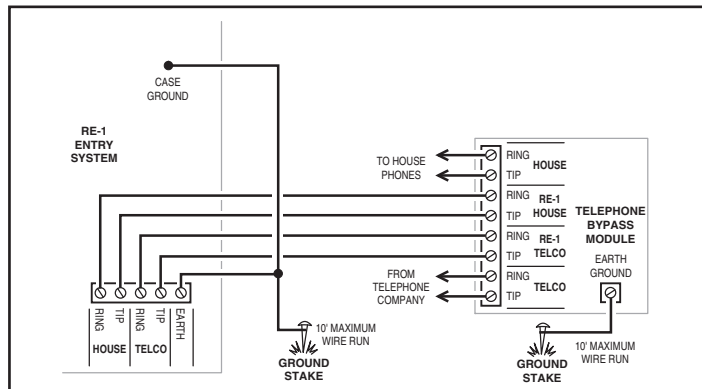 CASE
GROUND
RE-1
ENTRY
SYSTEM
RING
TIP
RING
TIP
EARTH
HOUSE
TELCO
10' MAXIMUM
WIRE RUN
GROUND
STAKE
TO HOUSE
PHONES
FROM
TELEPHONE
COMPANY
RING
HOUSE
TIP
RING
RE-1
HOUSE
TIP
RING
RE-1
TELCO
TIP
RING
TELCO
TIP
TELEPHONE
BYPASS
MODULE
EARTH
GROUND
10' MAXIMUM
WIRE RUN
GROUND
STAKE